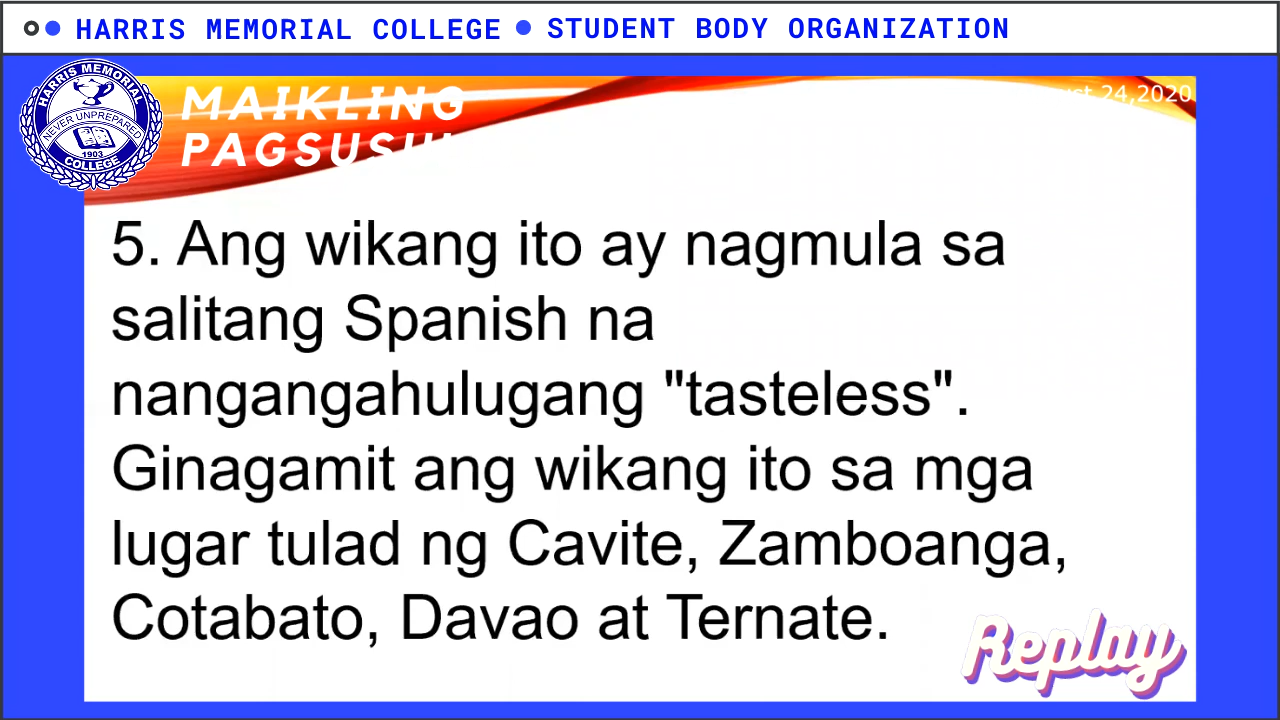 HARRIS MEMORIAL COLLEGE STUDENT BODY ORGANIZATION
HARRIS MEMORIAL
NEVER UNPREPARED
1903
COLLEGE
MAIKLING
24,2020
5. Ang wikang ito ay nagmula sa
salitang Spanish na
nangangahulugang "tasteless".
Ginagamit ang wikang ito sa mga
lugar tulad ng Cavite, Zamboanga,
Cotabato, Davao at Ternate.
Replay